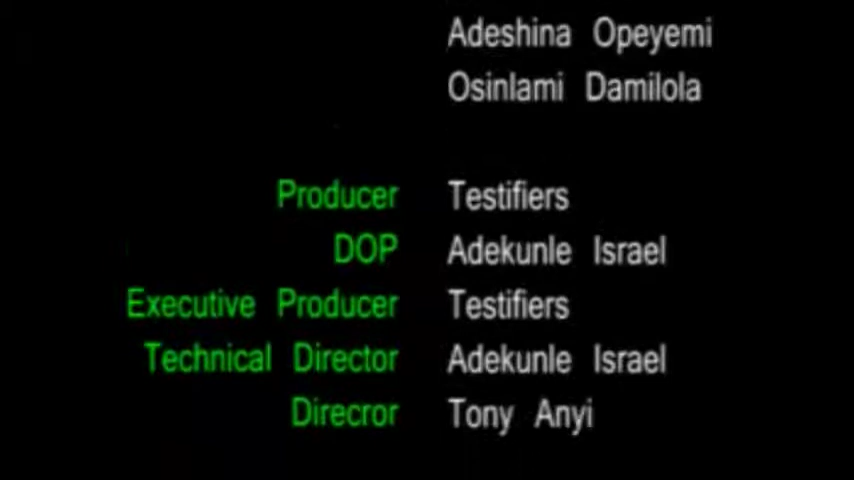 Adeshina Opeyemi
Osinlami Damilola
Producer Testifiers
DOP Adekunle Israel
Executive Producer Testifiers
Technical Director Adekunle Israel
Direcror Tony Anyi